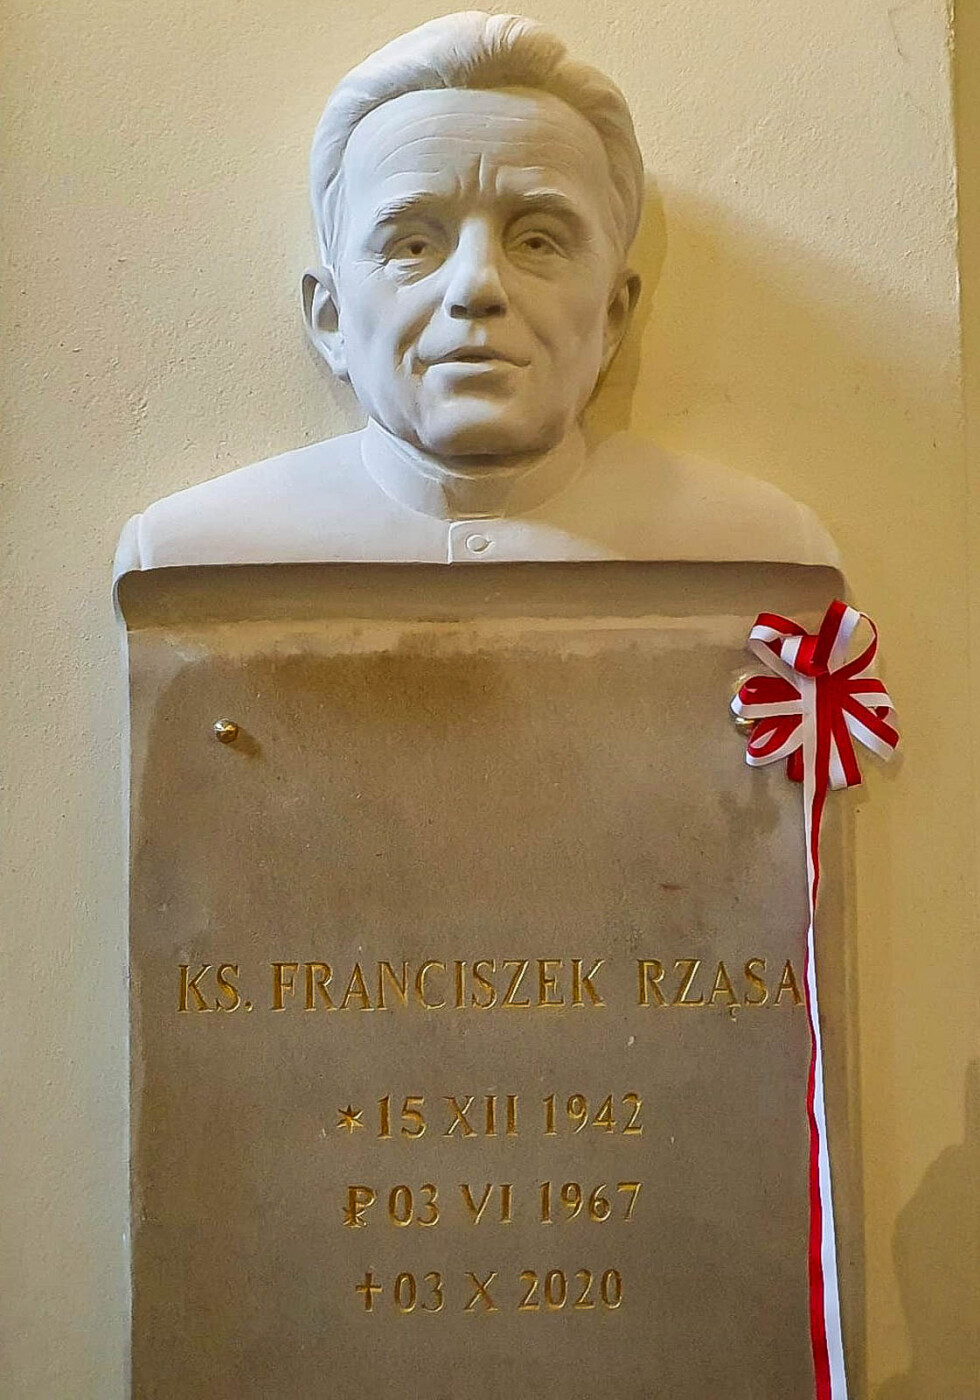 KS. FRANCISZEK RZĄSA
* 15 XII 1942
☧ 03 VI 1967
✝ 03 X 2020